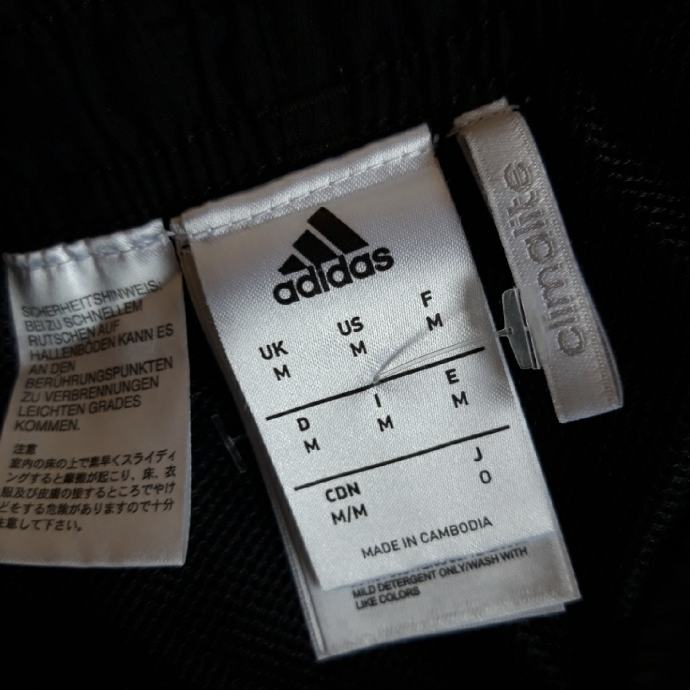 SICHERHEITSHINWEIS:
BEI ZU SCHNELLEM
RUTSCHEN AUF
HALLENBÖDEN KANN ES
AN DEN
BERÜHRUNGSPUNKTEN
ZU VERBRENNUNGEN
LEICHTEN GRADES
KOMMEN.
注意
室内の床の上で素早くスライディ
ングすると摩擦が起こり、床、衣
服及び皮膚の接するところでやけ
どをする危険がありますので十分
注意して下さい。
adidas
UK US F
M M M
D I E
M M M
CDN J
M/M O
MADE IN CAMBODIA
MILD DETERGENT ONLY/WASH WITH
LIKE COLORS
climalite